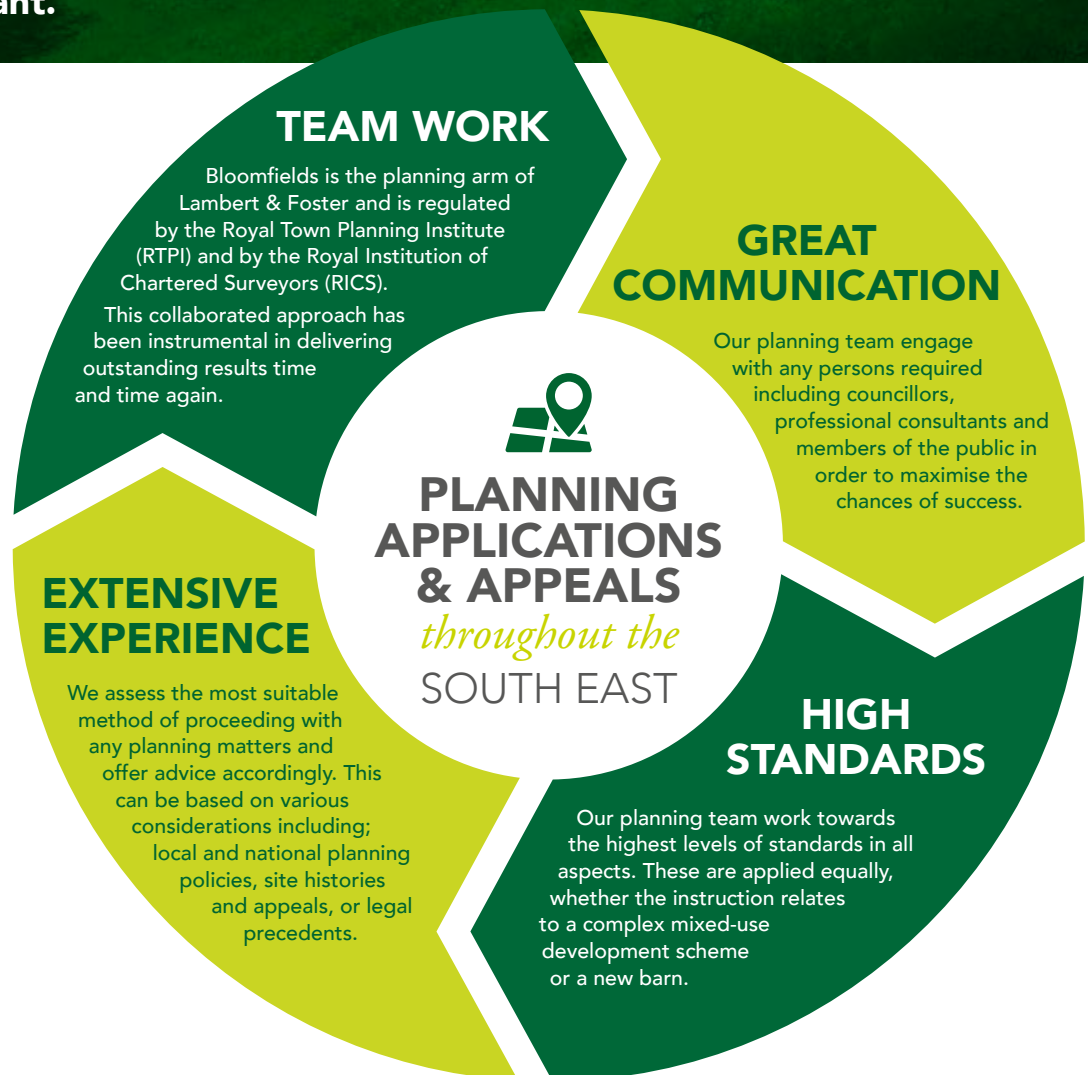 ant.
TEAM WORK
Bloomfields is the planning arm of
Lambert & Foster and is regulated
by the Royal Town Planning Institute
(RTPI) and by the Royal Institution of
Chartered Surveyors (RICS).
This collaborated approach has
been instrumental in delivering
outstanding results time
and time again.
GREAT
COMMUNICATION
Our planning team engage
with any persons required
including councillors,
professional consultants and
members of the public in
order to maximise the
chances of success.
PLANNING
APPLICATIONS
& APPEALS
throughout the
SOUTH EAST
EXTENSIVE
EXPERIENCE
We assess the most suitable
method of proceeding with
any planning matters and
offer advice accordingly. This
can be based on various
considerations including;
local and national planning
policies, site histories
and appeals, or legal
precedents.
HIGH
STANDARDS
Our planning team work towards
the highest levels of standards in all
aspects. These are applied equally,
whether the instruction relates
to a complex mixed-use
development scheme
or a new barn.